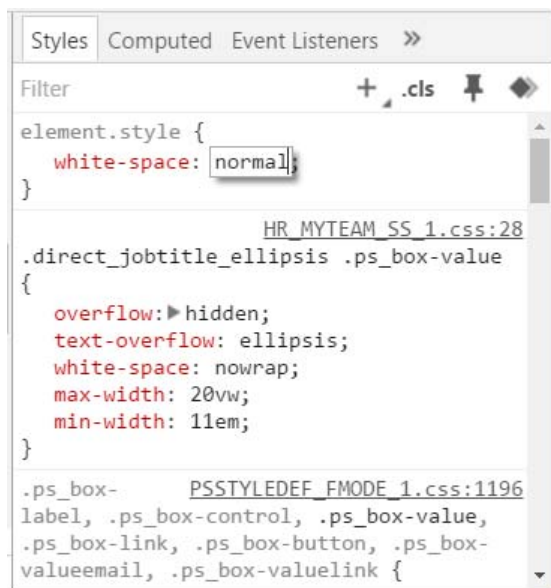 Styles Computed Event Listeners »
Filter + .cls
element.style {
white-space: normal;
}
HR_MYTEAM_SS_1.css:28
.direct_jobtitle_ellipsis .ps_box-value
{
overflow:▶hidden;
text-overflow: ellipsis;
white-space: nowrap;
max-width: 20vw;
min-width: 11em;
}
.ps_box- PSSTYLEDEF_FMODE_1.css:1196
label, .ps_box-control, .ps_box-value,
.ps_box-link, .ps_box-button, .ps_box-
valueemail, .ps_box-valuelink {